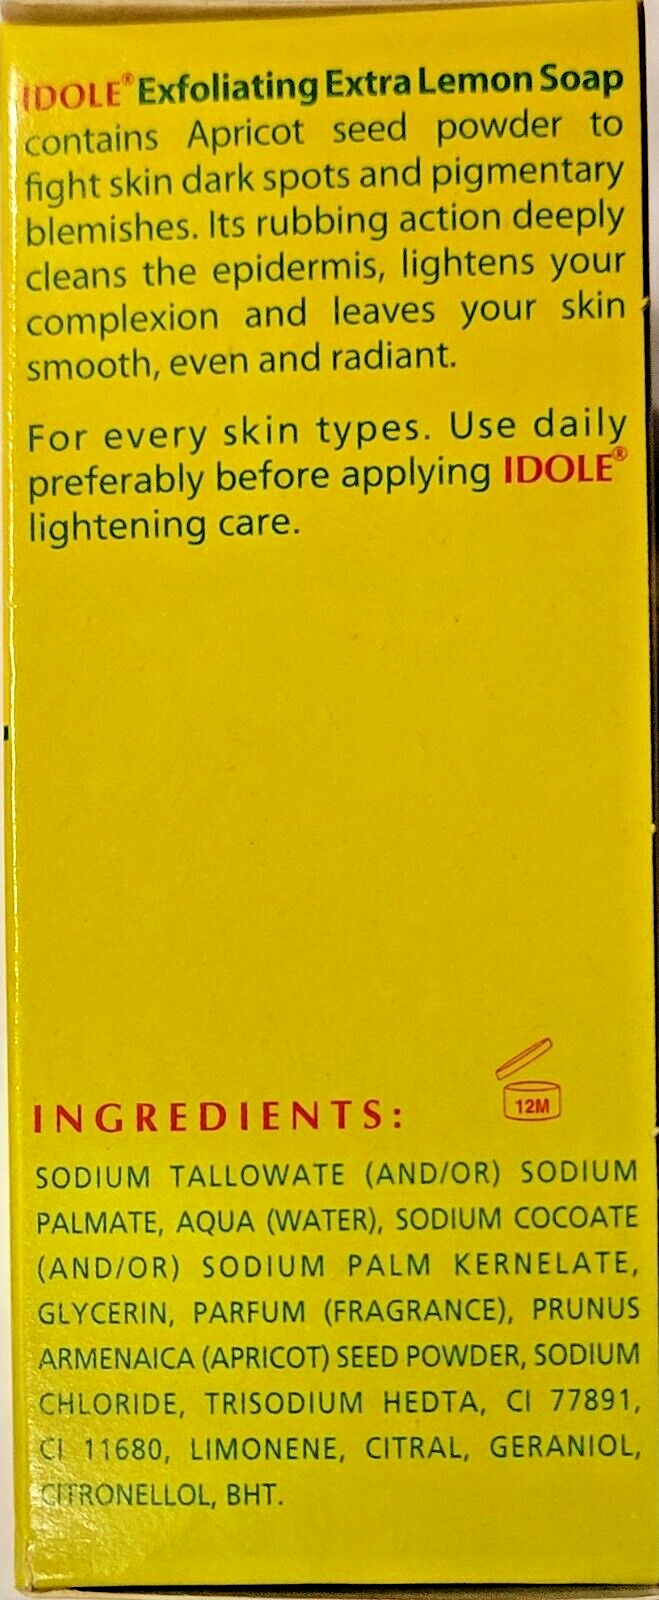 IDOLE® Exfoliating Extra Lemon Soap
contains Apricot seed powder to
fight skin dark spots and pigmentary
blemishes. Its rubbing action deeply
cleans the epidermis, lightens your
complexion and leaves your skin
smooth, even and radiant.
For every skin types. Use daily
preferably before applying IDOLE®
lightening care.
12M
INGREDIENTS:
SODIUM TALLOWATE (AND/OR) SODIUM
PALMATE, AQUA (WATER), SODIUM COCOATE
(AND/OR) SODIUM PALM KERNELATE,
GLYCERIN, PARFUM (FRAGRANCE), PRUNUS
ARMENAICA (APRICOT) SEED POWDER, SODIUM
CHLORIDE, TRISODIUM HEDTA, CI 77891,
CI 11680, LIMONENE, CITRAL, GERANIOL,
CITRONELLOL, BHT.